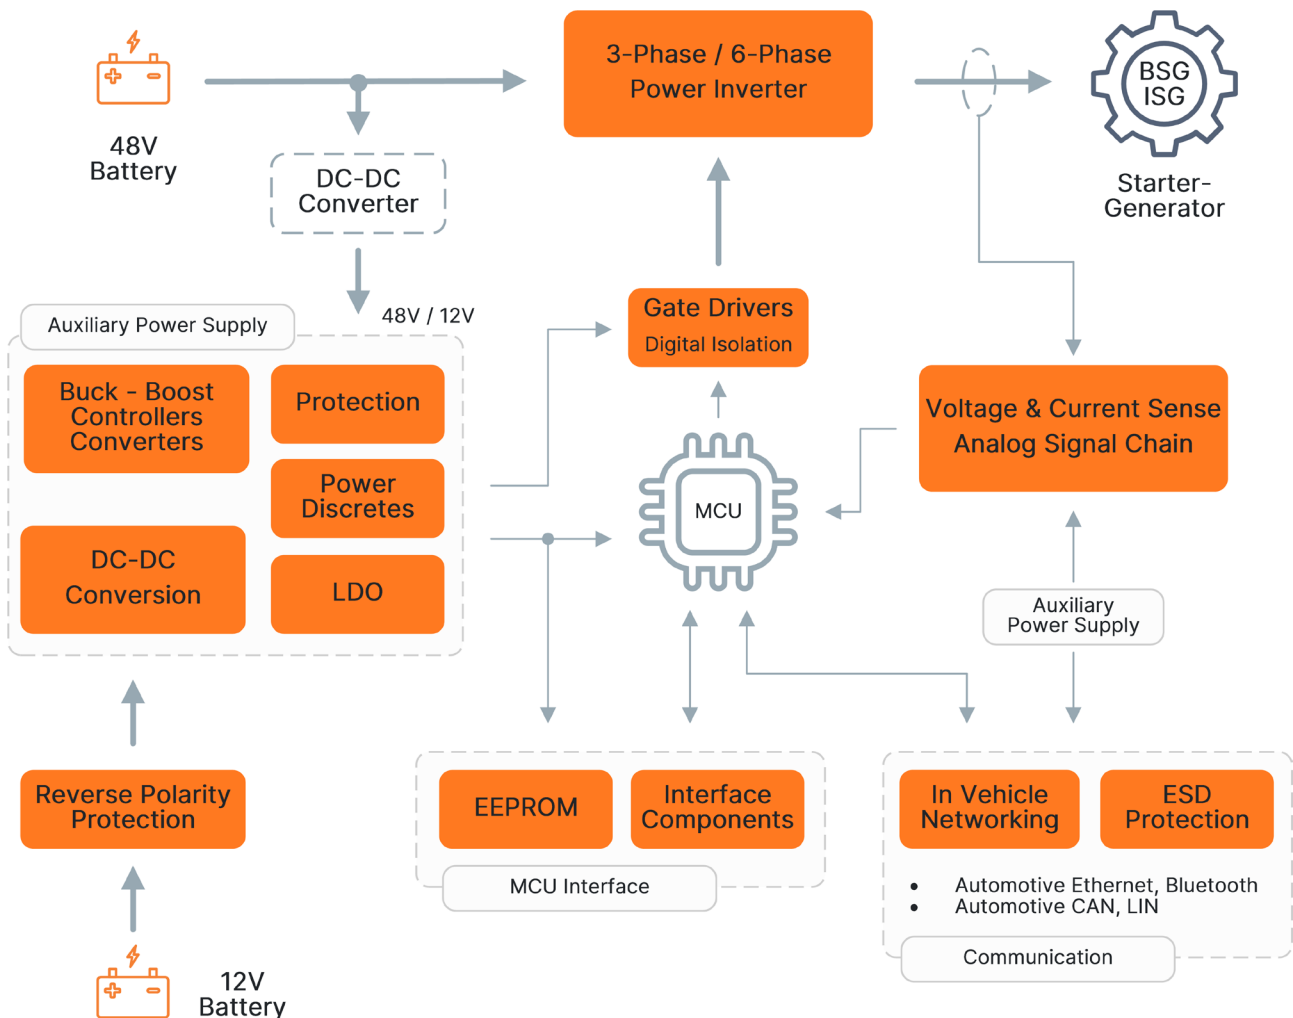 3-Phase / 6-Phase
Power Inverter
BSG
ISG
48V
Battery
DC-DC
Converter
Starter-
Generator
48V / 12V
Auxiliary Power Supply
Buck - Boost
Controllers
Converters
Protection
Power
Discretes
DC-DC
Conversion
LDO
Gate Drivers
Digital Isolation
MCU
Voltage & Current Sense
Analog Signal Chain
Auxiliary
Power Supply
Reverse Polarity
Protection
12V
Battery
EEPROM
Interface
Components
MCU Interface
In Vehicle
Networking
ESD
Protection
• Automotive Ethernet, Bluetooth
• Automotive CAN, LIN
Communication